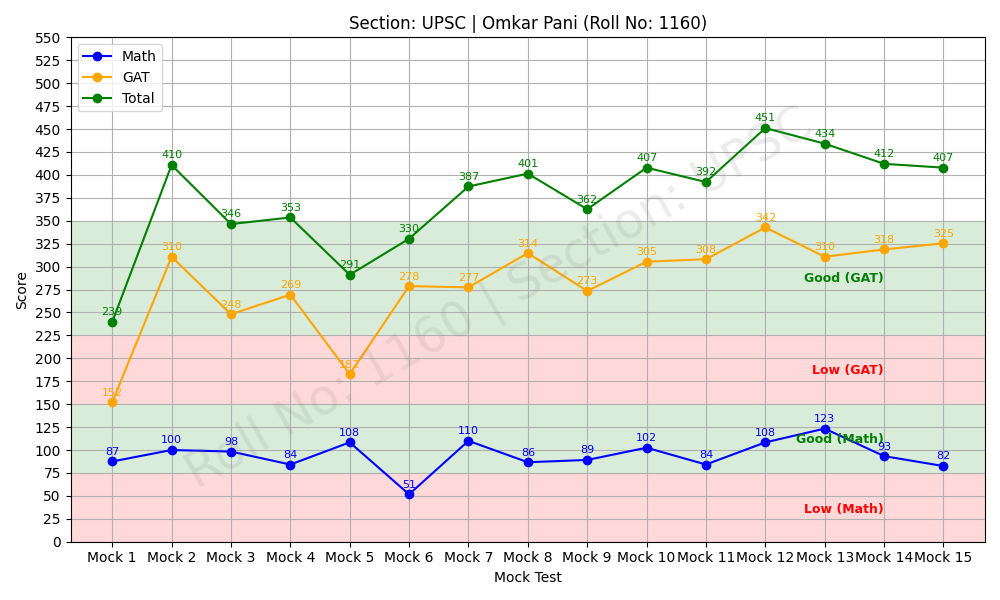 Section: UPSC | Omkar Pani (Roll No: 1160)
Math
GAT
Total
Score
550
525
500
475
450
425
400
375
350
325
300
275
250
225
200
175
150
125
100
75
50
25
0
239 410 346 353 291 330 387 401 362 407 392 451 434 412 407
152 310 248 269 182 278 277 314 273 305 308 342 310 318 325
87 100 98 84 108 51 110 86 89 102 84 108 123 93 82
Good (GAT)
Low (GAT)
Good (Math)
Low (Math)
Roll No: 1160 | Section: UPSC
Mock 1 Mock 2 Mock 3 Mock 4 Mock 5 Mock 6 Mock 7 Mock 8 Mock 9 Mock 10 Mock 11 Mock 12 Mock 13 Mock 14 Mock 15
Mock Test